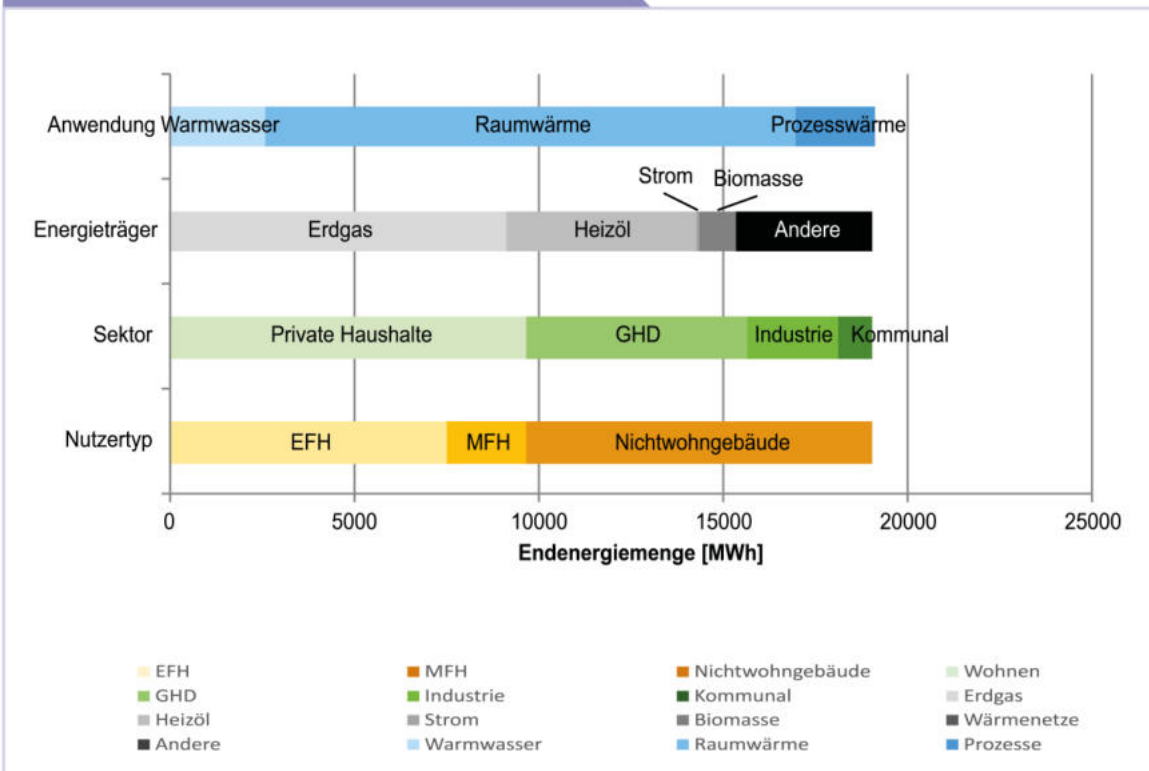 Anwendung Warmwasser Raumwärme Prozesswärme
Strom Biomasse
Energieträger Erdgas Heizöl Andere
Sektor Private Haushalte GHD Industrie Kommunal
Nutzertyp EFH MFH Nichtwohngebäude
0 5000 10000 15000 20000 25000
Endenergiemenge [MWh]
EFH MFH Nichtwohngebäude Wohnen
GHD Industrie Kommunal Erdgas
Heizöl Strom Biomasse Wärmenetze
Andere Warmwasser Raumwärme Prozesse